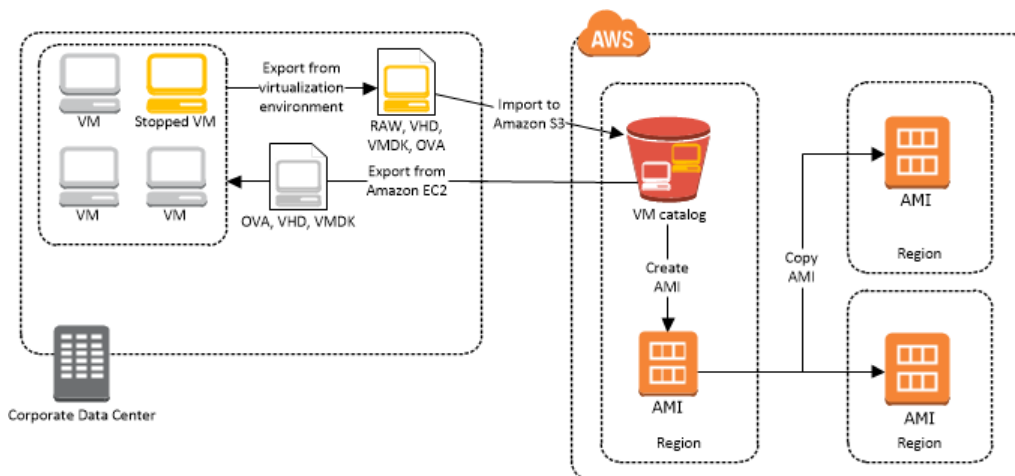 AWS
VM
Stopped VM
Export from
virtualization
environment
RAW, VHD,
VMDK, OVA
Import to
Amazon S3
VM
VM
OVA, VHD, VMDK
Export from
Amazon EC2
VM catalog
Create
AMI
AMI
Region
Copy
AMI
AMI
Region
AMI
Region
Corporate Data Center